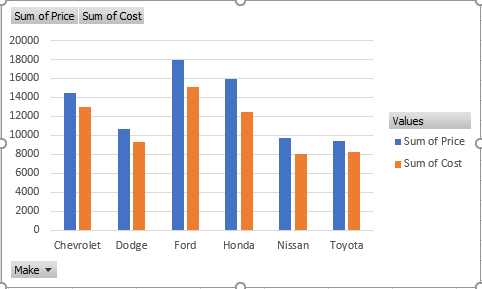 Sum of Price Sum of Cost
20000
18000
16000
14000
12000
10000
8000
6000
4000
2000
0
Chevrolet Dodge Ford Honda Nissan Toyota
Values
Sum of Price
Sum of Cost
Make